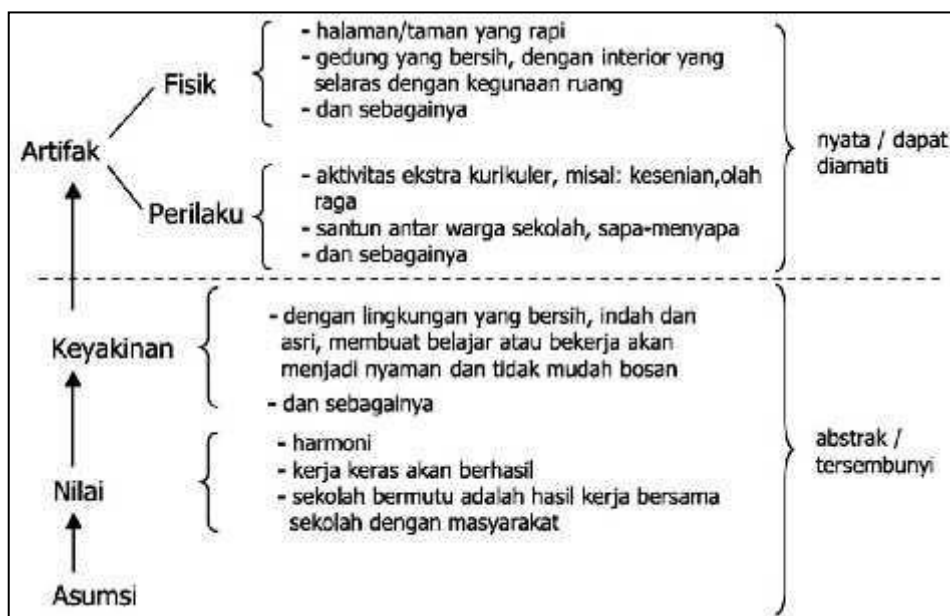 - halaman/taman yang rapi
- gedung yang bersih, dengan interior yang
selaras dengan kegunaan ruang
- dan sebagainya
Fisik
Artifak
nyata / dapat
diamati
Perilaku
- aktivitas ekstra kurikuler, misal: kesenian,olah
raga
- santun antar warga sekolah, sapa-menyapa
- dan sebagainya
Keyakinan
- dengan lingkungan yang bersih, indah dan
asri, membuat belajar atau bekerja akan
menjadi nyaman dan tidak mudah bosan
- dan sebagainya
abstrak /
tersembunyi
Nilai
- harmoni
- kerja keras akan berhasil
- sekolah bermutu adalah hasil kerja bersama
sekolah dengan masyarakat
Asumsi